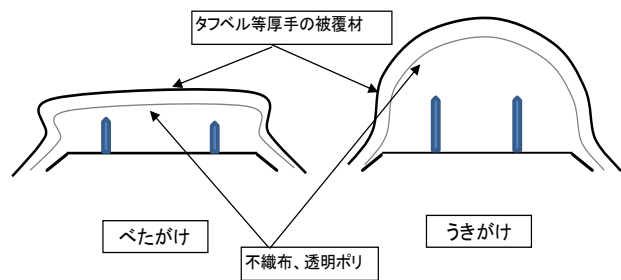 タフベル等厚手の被覆材
べたがけ
うきがけ
不織布、透明ポリ